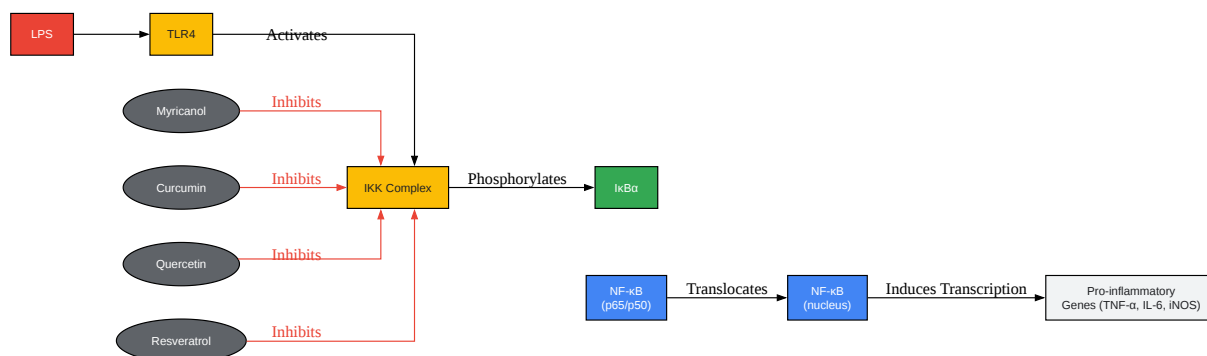 LPS
TLR4
Activates
Myricanol
Inhibits
Curcumin
Inhibits
IKK Complex
Phosphorylates
IκBα
Quercetin
Inhibits
NF-κB
(p65/p50)
Translocates
NF-κB
(nucleus)
Induces Transcription
Pro-inflammatory
Genes (TNF-α, IL-6, iNOS)
Resveratrol
Inhibits